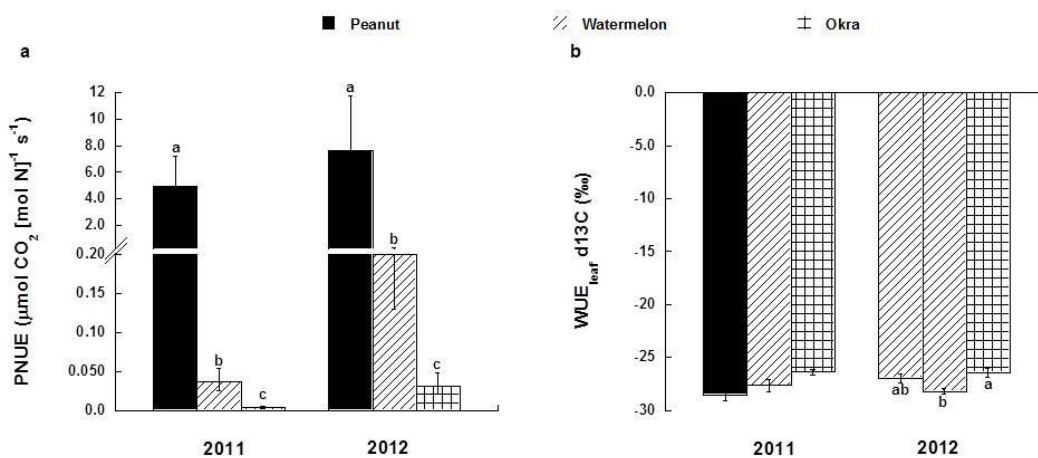 Peanut Watermelon Okra
a
PNUE (μmol CO2 [mol N]-1 s-1)
12
10
8.0
6.0
4.0
2.0
0.20
0.15
0.10
0.050
0.0
a
b
c
a
b
c
2011 2012
b
WUEleaf d13C (‰)
0.0
-5.0
-10
-15
-20
-25
-30
ab
b
a
2011 2012